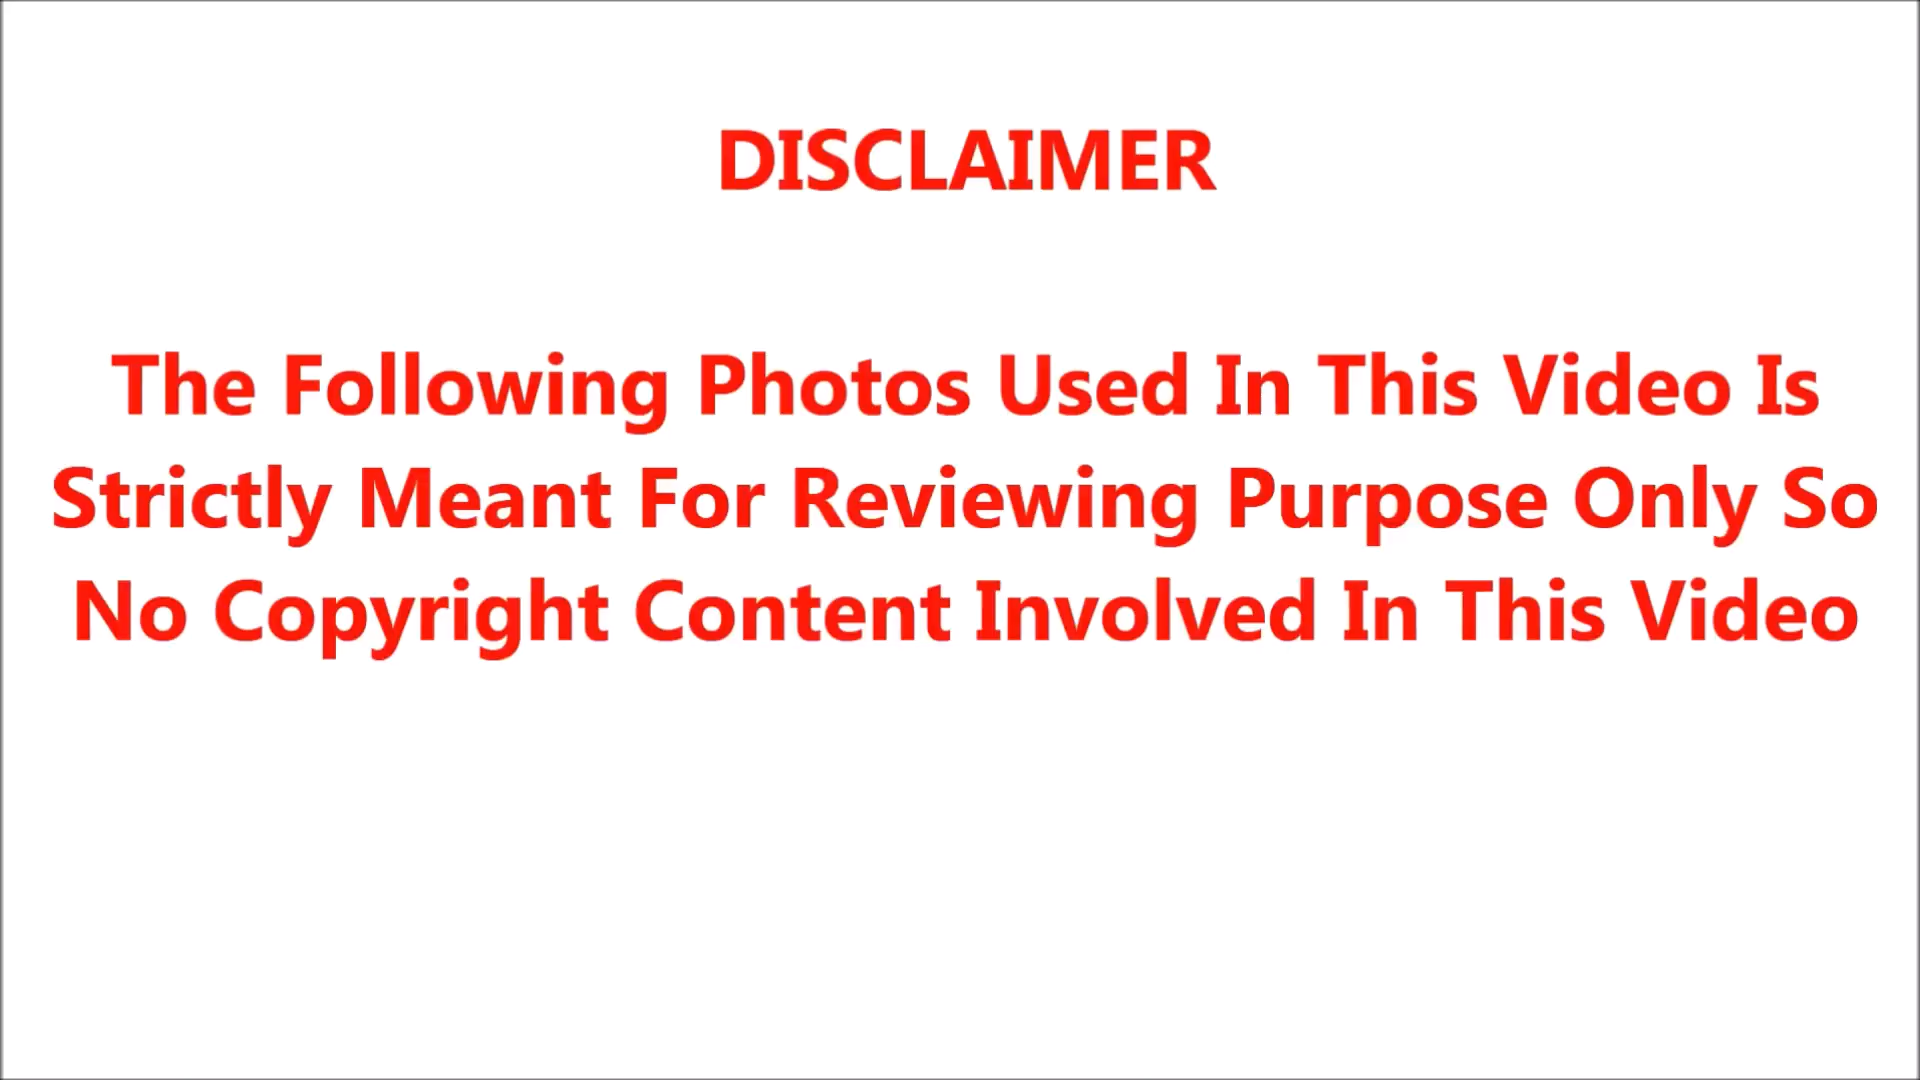 DISCLAIMER
The Following Photos Used In This Video Is
Strictly Meant For Reviewing Purpose Only So
No Copyright Content Involved In This Video